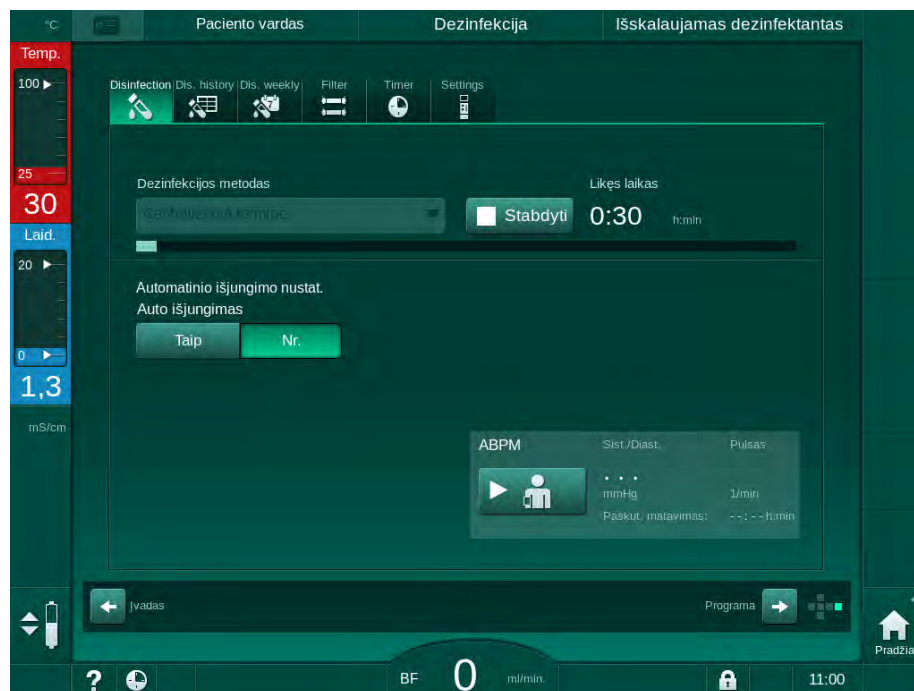 °C Paciento vardas Dezinfekcija Išskalaujamas dezinfektantas
Temp.
100
25
30
Laid.
20
0
1,3
mS/cm
Disinfection Dis. history Dis. weekly Filter Timer Settings
Dezinfekcijos metodas
Likęs laikas
Stabdyti 0:30 h:min
Automatinio išjungimo nustat.
Auto išjungimas
Taip Nr.
ABPM Sist./Diast. Pulsas
. . .
mmHg 1/min
Paskut. matavimas: --:-- h:min
Įvadas Programa
Pradžia
? BF 0 ml/min. 11:00